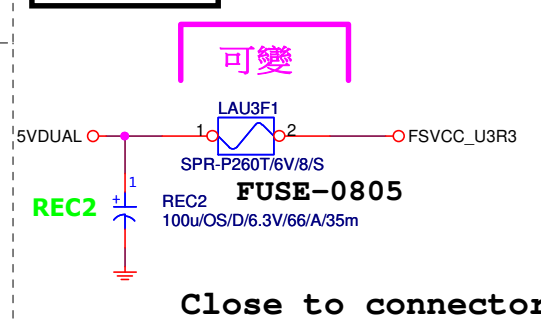 可變
LAU3F1
5VDUAL
1
2
FSVCC_U3R3
SPR-P260T/6V/8/S
FUSE-0805
1
+
REC2
REC2
100u/OS/D/6.3V/66/A/35m
Close to connector